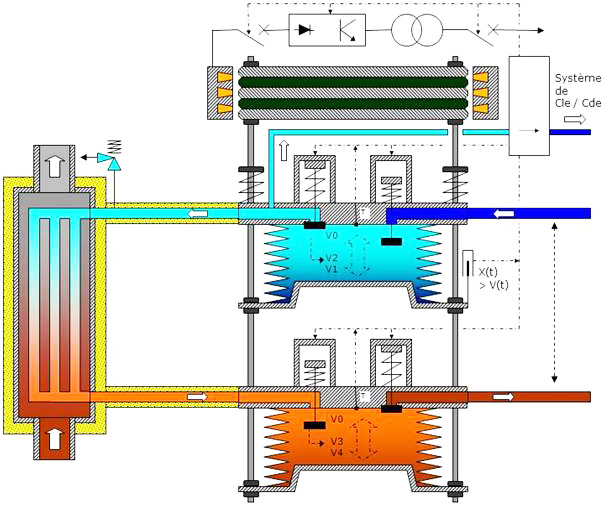 Système
de
Cle / Cde
T
V0
V2
V1
X(t)
> V(t)
T
V0
V3
V4